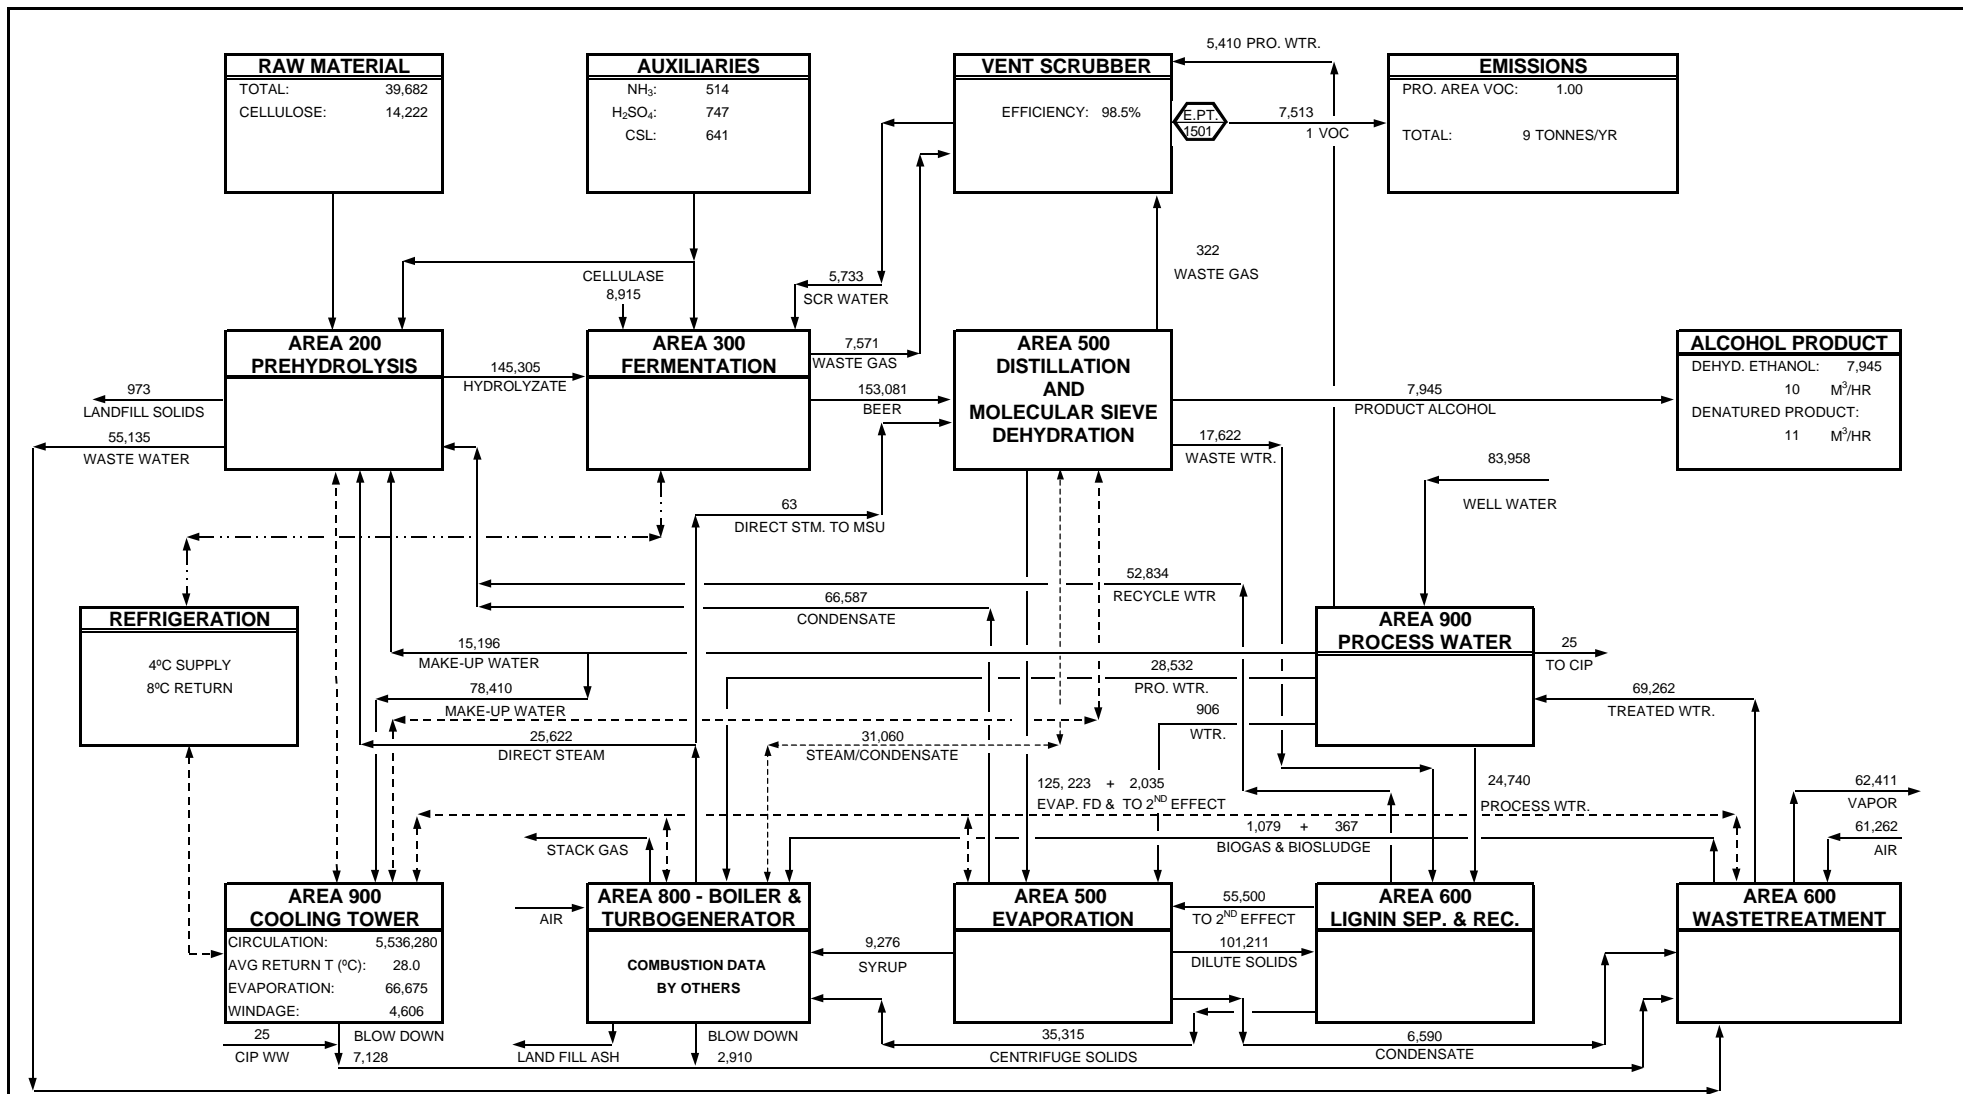 5,410 PRO. WTR.
RAW MATERIAL
TOTAL: 39,682
CELLULOSE: 14,222
AUXILIARIES
NH₃: 514
H₂SO₄: 747
CSL: 641
VENT SCRUBBER
EFFICIENCY: 98.5%
E.PT.
1501
7,513
1 VOC
EMISSIONS
PRO. AREA VOC: 1.00
TOTAL: 9 TONNES/YR
322
WASTE GAS
CELLULASE
8,915
5,733
SCR WATER
AREA 200
PREHYDROLYSIS
145,305
HYDROLYZATE
AREA 300
FERMENTATION
7,571
WASTE GAS
153,081
BEER
AREA 500
DISTILLATION
AND
MOLECULAR SIEVE
DEHYDRATION
7,945
PRODUCT ALCOHOL
17,622
WASTE WTR.
ALCOHOL PRODUCT
DEHYD. ETHANOL: 7,945
10 M³/HR
DENATURED PRODUCT:
11 M³/HR
973
LANDFILL SOLIDS
55,135
WASTE WATER
83,958
WELL WATER
63
DIRECT STM. TO MSU
52,834
RECYCLE WTR
66,587
CONDENSATE
REFRIGERATION
4ºC SUPPLY
8ºC RETURN
15,196
MAKE-UP WATER
78,410
MAKE-UP WATER
28,532
PRO. WTR.
906
WTR.
AREA 900
PROCESS WATER
25
TO CIP
69,262
TREATED WTR.
25,622
DIRECT STEAM
31,060
STEAM/CONDENSATE
125, 223 + 2,035
EVAP. FD & TO 2ᴺᴰ EFFECT
24,740
PROCESS WTR.
62,411
VAPOR
1,079 + 367
BIOGAS & BIOSLUDGE
61,262
AIR
STACK GAS
AREA 900
COOLING TOWER
CIRCULATION: 5,536,280
AVG RETURN T (ºC): 28.0
EVAPORATION: 66,675
WINDAGE: 4,606
AIR
AREA 800 - BOILER &
TURBOGENERATOR
COMBUSTION DATA
BY OTHERS
9,276
SYRUP
AREA 500
EVAPORATION
55,500
TO 2ᴺᴰ EFFECT
101,211
DILUTE SOLIDS
AREA 600
LIGNIN SEP. & REC.
AREA 600
WASTETREATMENT
25
CIP WW
BLOW DOWN
7,128
LAND FILL ASH
BLOW DOWN
2,910
35,315
CENTRIFUGE SOLIDS
6,590
CONDENSATE